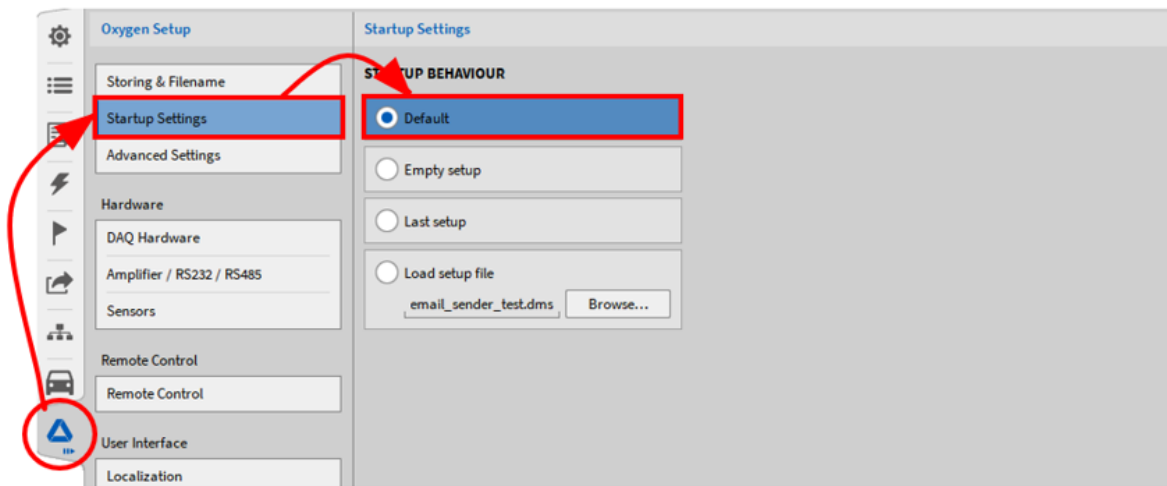 Oxygen Setup
Storing & Filename
Startup Settings
Advanced Settings
Hardware
DAQ Hardware
Amplifier / RS232 / RS485
Sensors
Remote Control
Remote Control
User Interface
Localization
Startup Settings
STARTUP BEHAVIOUR
Default
Empty setup
Last setup
Load setup file
email_sender_test.dms Browse...